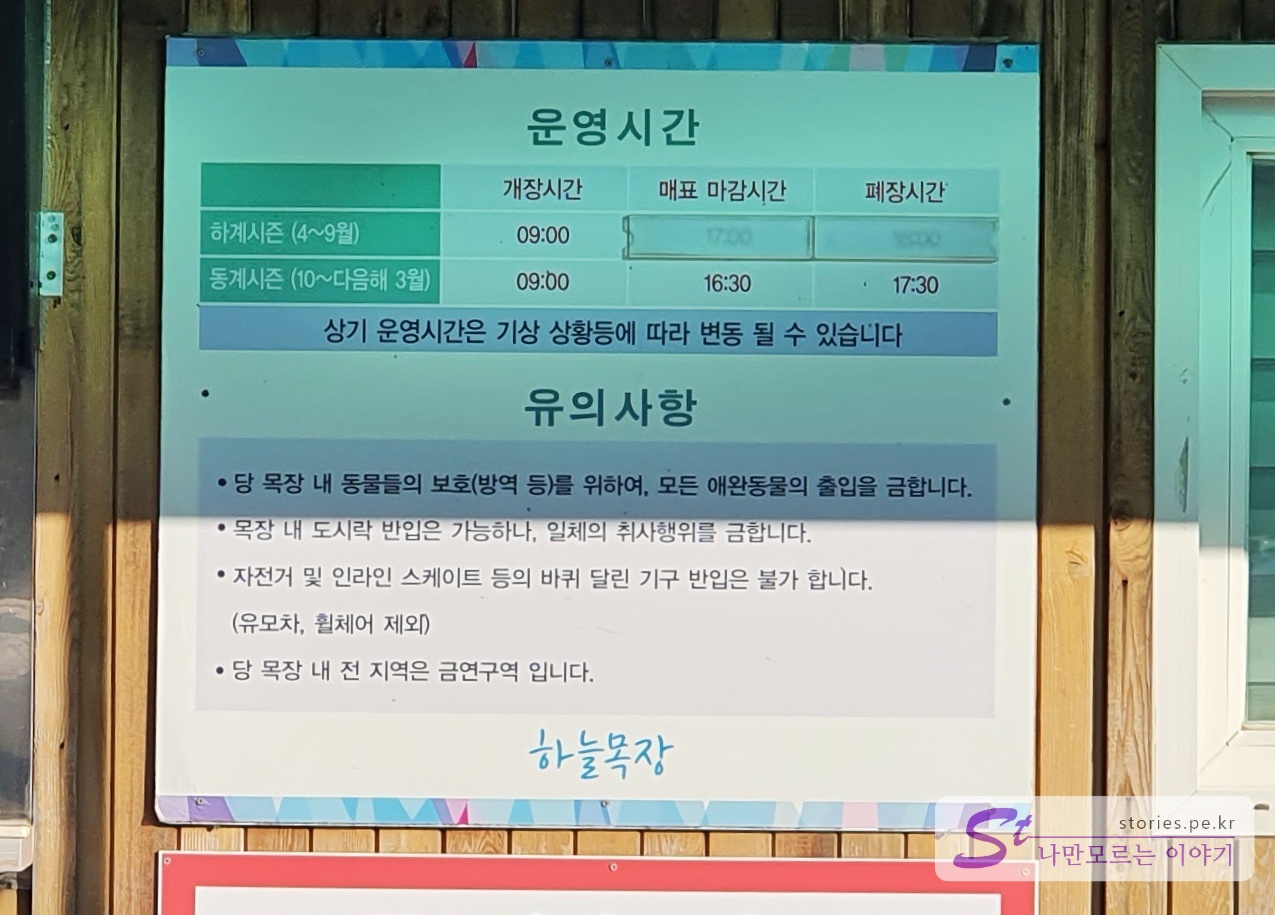 운영시간
개장시간 매표 마감시간 폐장시간
하계시즌 (4~9월) 09:00 17:00
동계시즌 (10~다음해 3월) 09:00 16:30 17:30
상기 운영시간은 기상 상황등에 따라 변동 될 수 있습니다
유의사항
• 당 목장 내 동물들의 보호(방역 등)를 위하여, 모든 애완동물의 출입을 금합니다.
• 목장 내 도시락 반입은 가능하나, 일체의 취사행위를 금합니다.
• 자전거 및 인라인 스케이트 등의 바퀴 달린 기구 반입은 불가 합니다.
(유모차, 휠체어 제외)
• 당 목장 내 전 지역은 금연구역 입니다.
하늘목장
St
stories.pe.kr
나만모르는 이야기